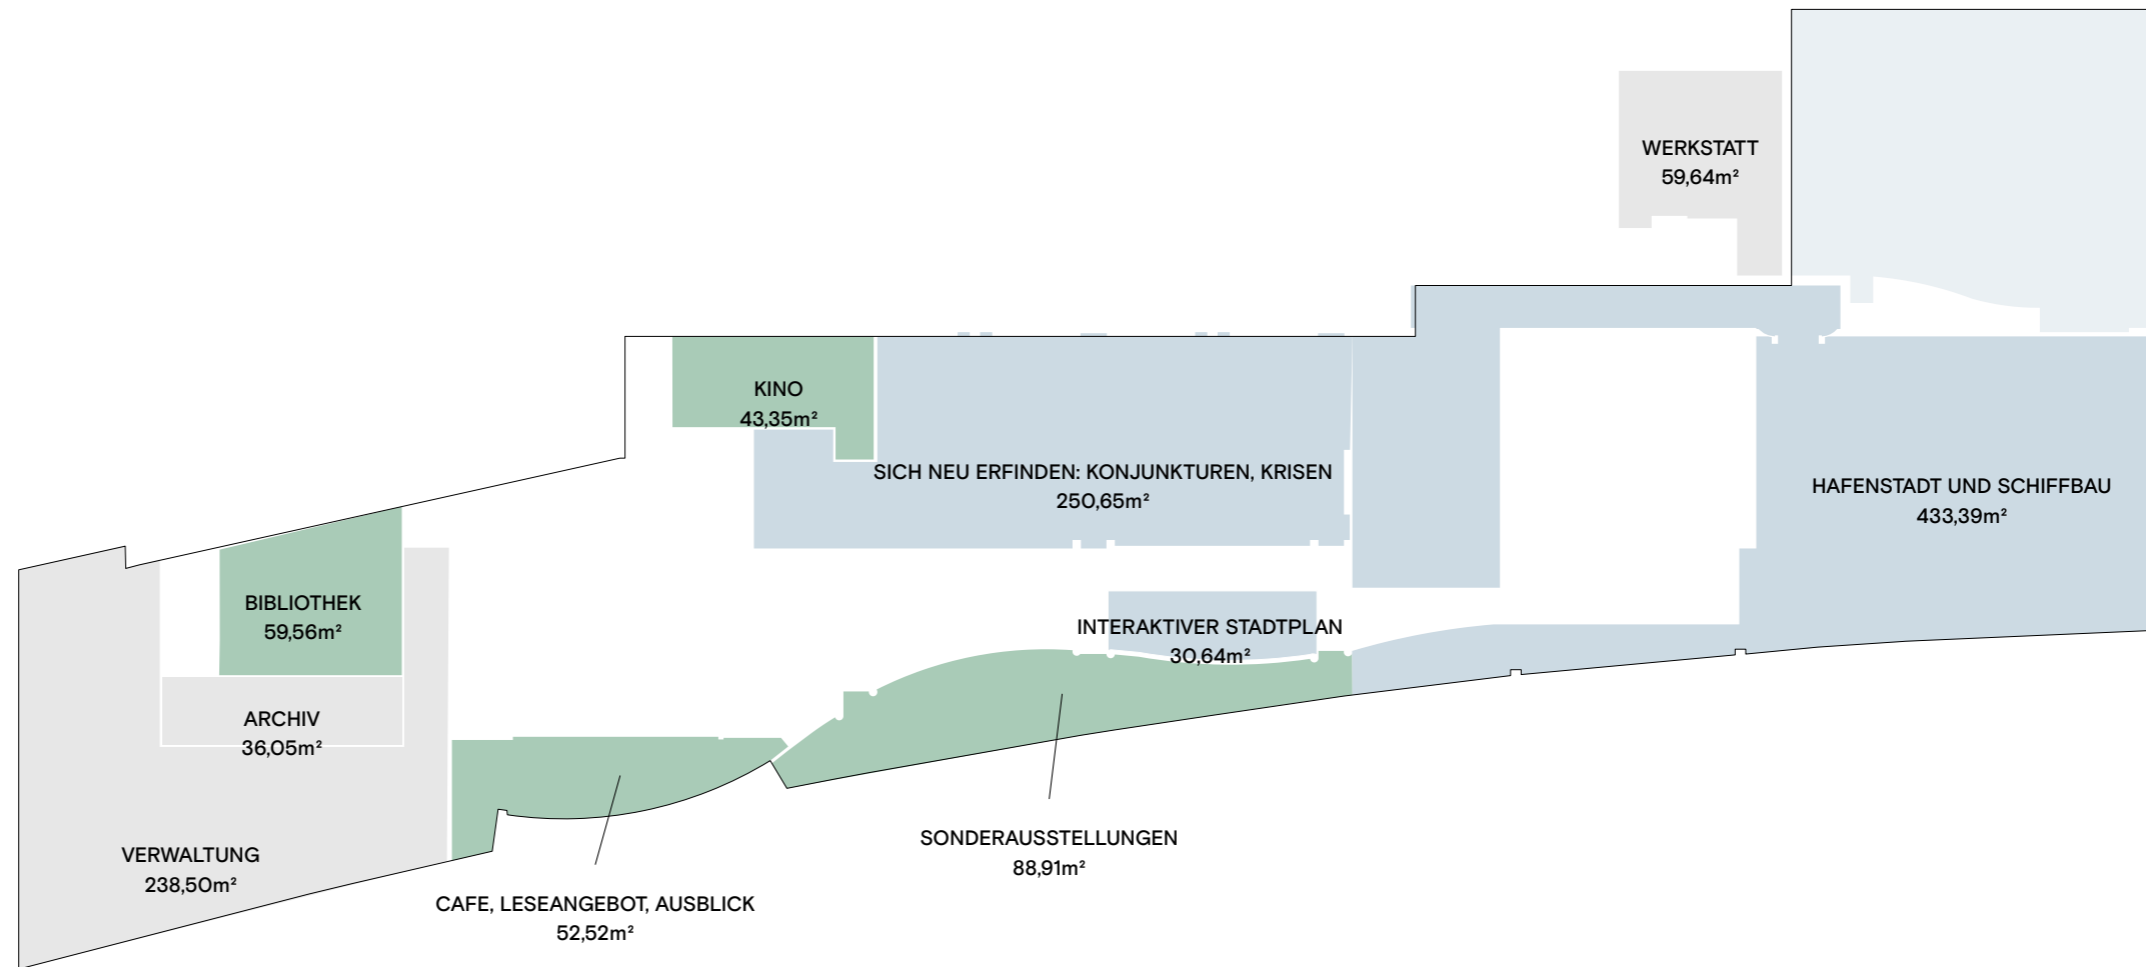 WERKSTATT
59,64m²
KINO
43,35m²
SICH NEU ERFINDEN: KONJUNKTUREN, KRISEN
250,65m²
HAFENSTADT UND SCHIFFBAU
433,39m²
BIBLIOTHEK
59,56m²
INTERAKTIVER STADTPLAN
30,64m²
ARCHIV
36,05m²
SONDERAUSSTELLUNGEN
88,91m²
VERWALTUNG
238,50m²
CAFE, LESEANGEBOT, AUSBLICK
52,52m²